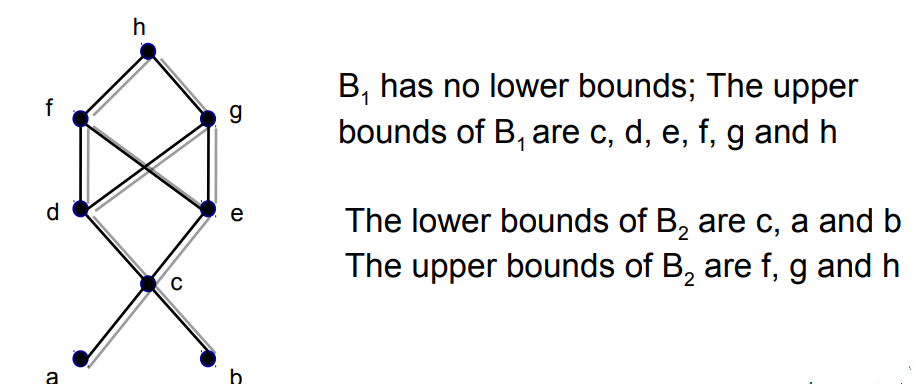 h
f
g
B₁ has no lower bounds; The upper
bounds of B₁ are c, d, e, f, g and h
d
e
The lower bounds of B₂ are c, a and b
The upper bounds of B₂ are f, g and h
c
a
b